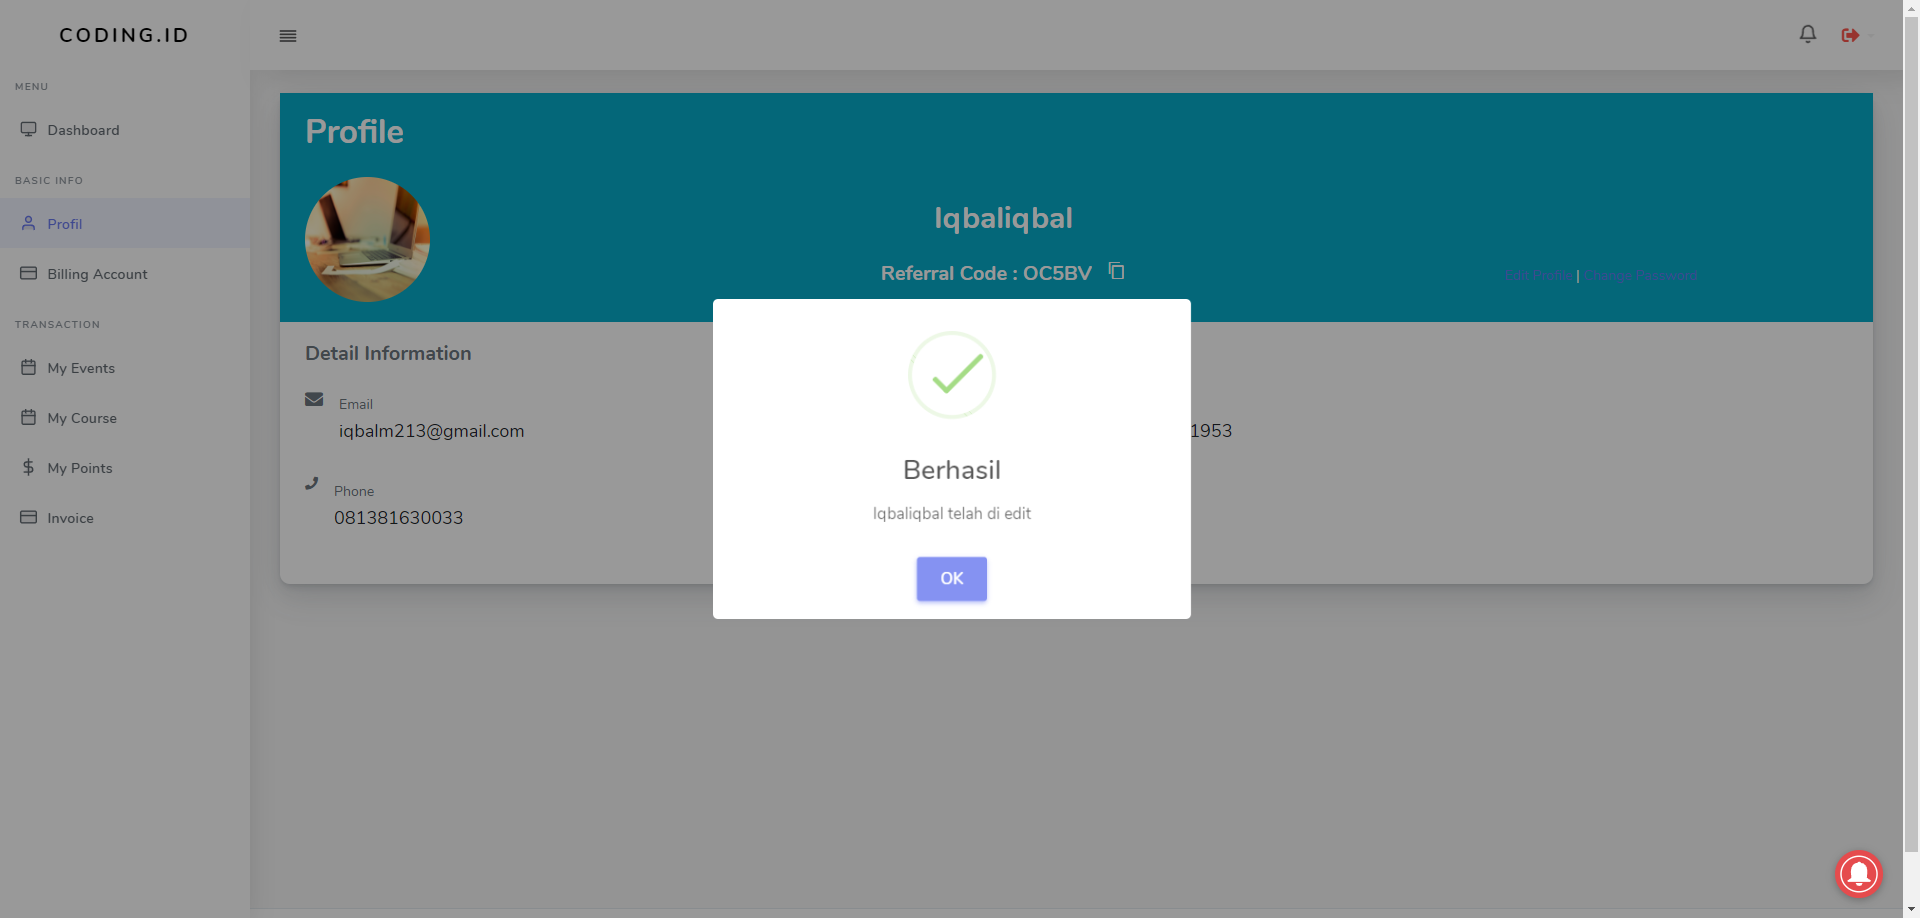 CODING.ID
MENU
Dashboard
BASIC INFO
Profil
Billing Account
TRANSACTION
My Events
My Course
My Points
Invoice
Profile
Iqbaliqbal
Referral Code : OC5BV
Edit Profile | Change Password
Detail Information
Email
iqbalm213@gmail.com
1953
Phone
081381630033
Berhasil
Iqbaliqbal telah di edit
OK